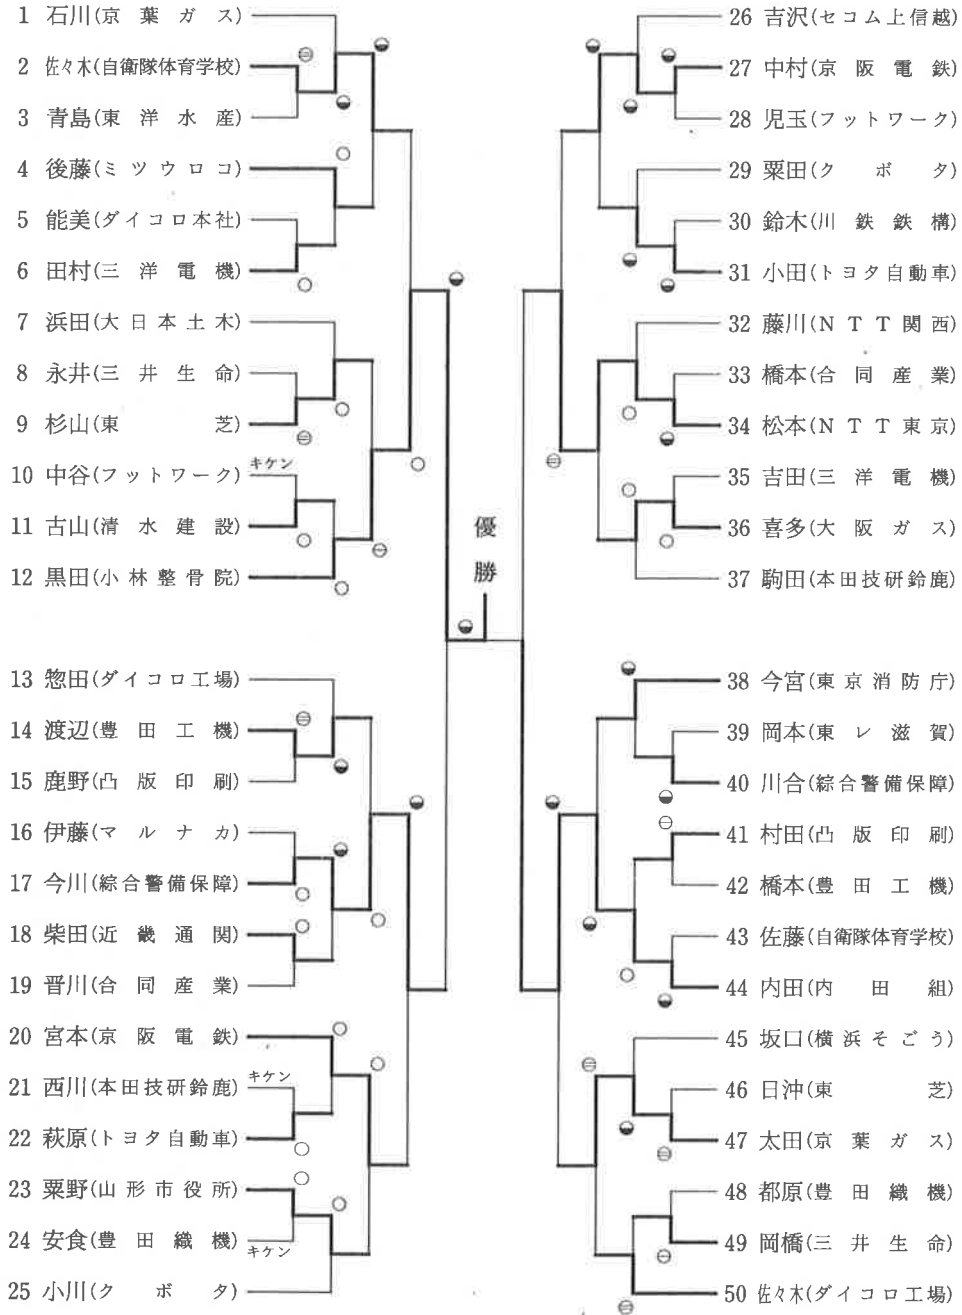 1 石川(京葉ガス)
2 佐々木(自衛隊体育学校)
3 青島(東洋水産)
4 後藤(ミツウロコ)
5 能美(ダイコロ本社)
6 田村(三洋電機)
7 浜田(大日本土木)
8 永井(三井生命)
9 杉山(東芝)
キケン
10 中谷(フットワーク)
11 古山(清水建設)
12 黒田(小林整骨院)
13 惣田(ダイコロ工場)
14 渡辺(豊田工機)
15 鹿野(凸版印刷)
16 伊藤(マルナカ)
17 今川(綜合警備保障)
18 柴田(近畿通関)
19 晋川(合同産業)
20 宮本(京阪電鉄)
キケン
21 西川(本田技研鈴鹿)
22 萩原(トヨタ自動車)
23 粟野(山形市役所)
24 安食(豊田織機)
キケン
25 小川(クボタ)
優勝
26 吉沢(セコム上信越)
27 中村(京阪電鉄)
28 児玉(フットワーク)
29 粟田(クボタ)
30 鈴木(川鉄鉄構)
31 小田(トヨタ自動車)
32 藤川(NTT関西)
33 橋本(合同産業)
34 松本(NTT東京)
35 吉田(三洋電機)
36 喜多(大阪ガス)
37 駒田(本田技研鈴鹿)
38 今宮(東京消防庁)
39 岡本(東レ滋賀)
40 川合(綜合警備保障)
41 村田(凸版印刷)
42 橋本(豊田工機)
43 佐藤(自衛隊体育学校)
44 内田(内田組)
45 坂口(横浜そごう)
46 日沖(東芝)
47 太田(京葉ガス)
48 都原(豊田織機)
49 岡橋(三井生命)
50 佐々木(ダイコロ工場)